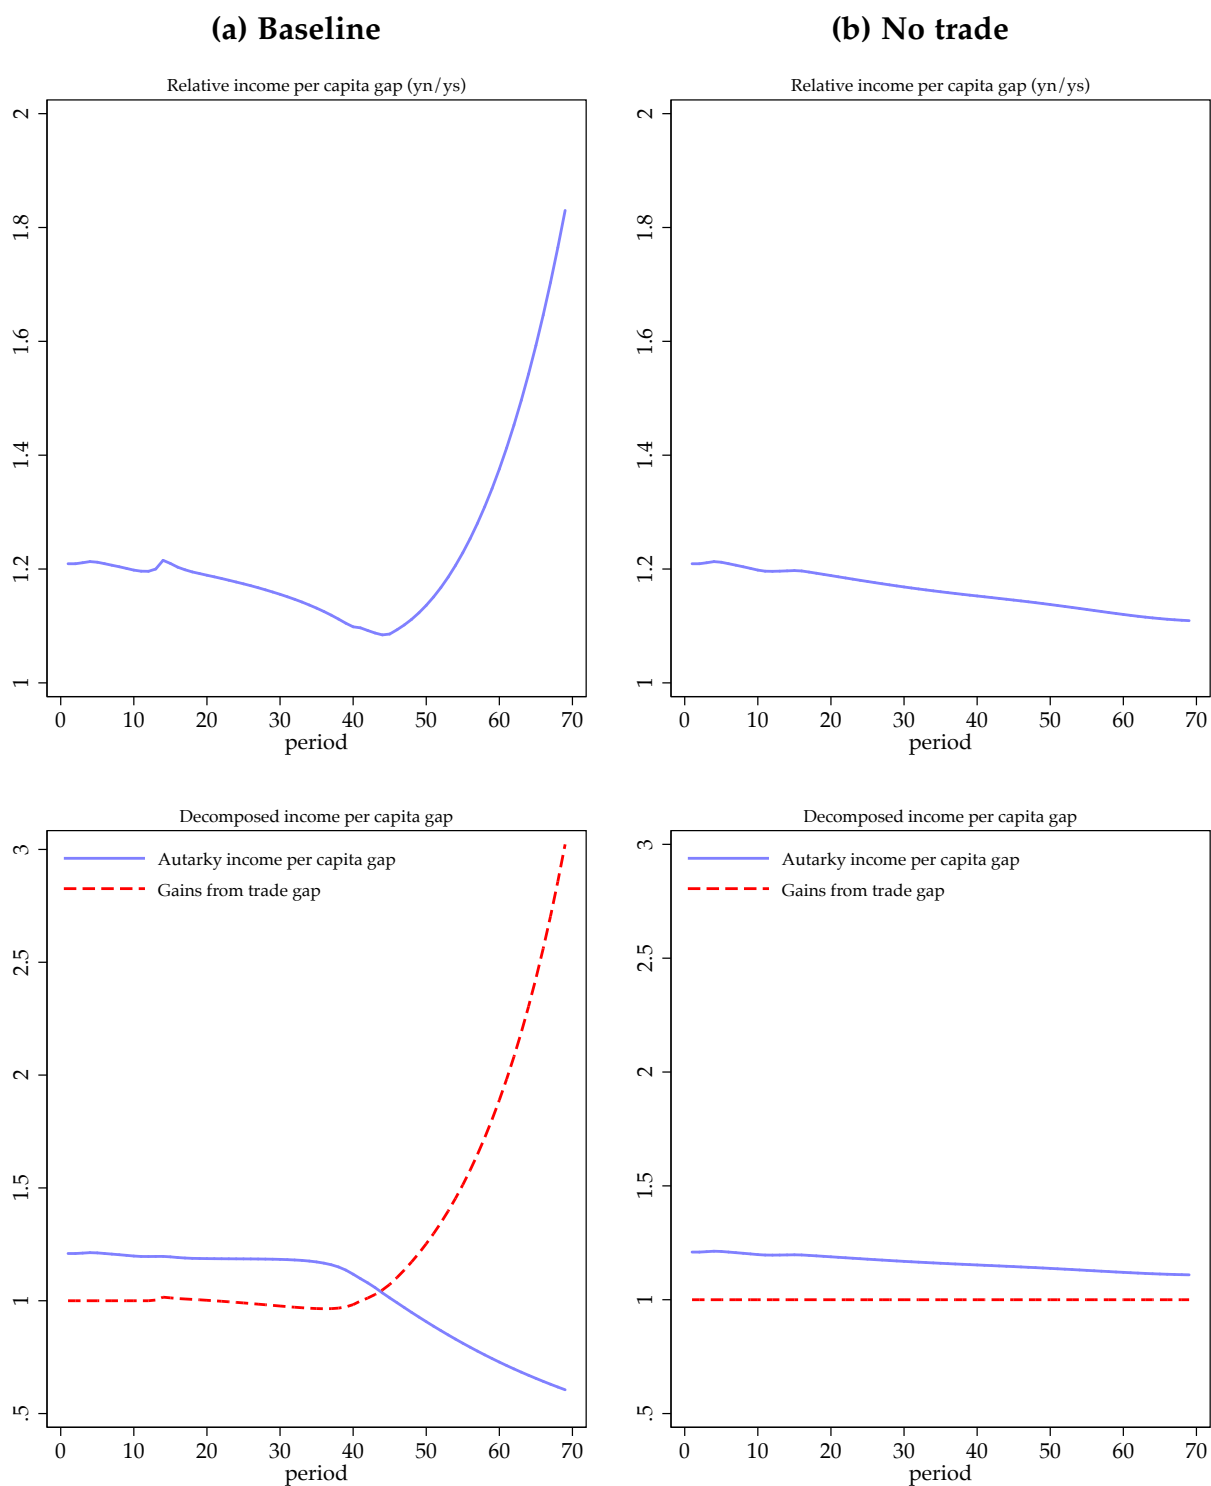 (a) Baseline
(b) No trade
Relative income per capita gap (yn/ys)
2
1.8
1.6
1.4
1.2
1
0 10 20 30 40 50 60 70
period
Relative income per capita gap (yn/ys)
2
1.8
1.6
1.4
1.2
1
0 10 20 30 40 50 60 70
period
Decomposed income per capita gap
Autarky income per capita gap
Gains from trade gap
3
2.5
2
1.5
1
.5
0 10 20 30 40 50 60 70
period
Decomposed income per capita gap
Autarky income per capita gap
Gains from trade gap
3
2.5
2
1.5
1
.5
0 10 20 30 40 50 60 70
period